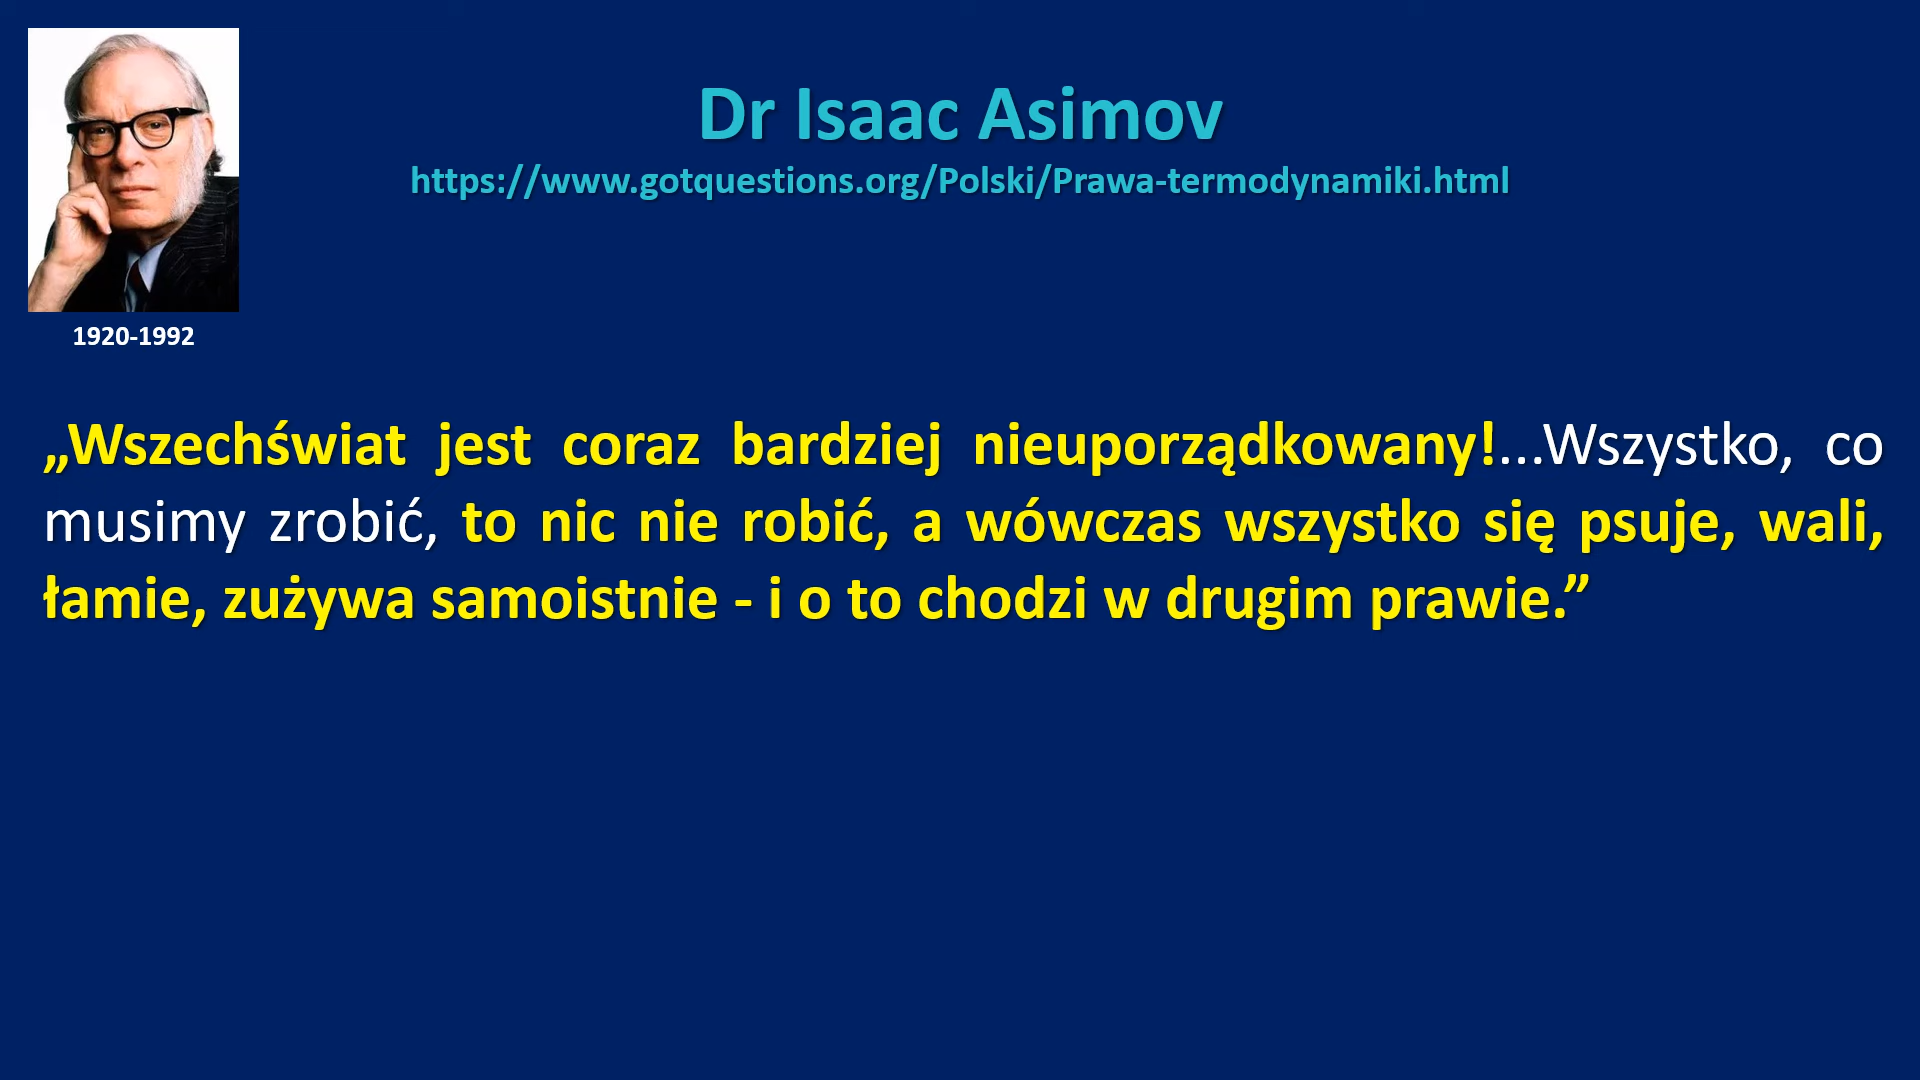 Dr Isaac Asimov
https://www.gotquestions.org/Polski/Prawa-termodynamiki.html
1920-1992
„Wszechświat jest coraz bardziej nieuporządkowany!...Wszystko, co
musimy zrobić, to nic nie robić, a wówczas wszystko się psuje, wali,
łamie, zużywa samoistnie - i o to chodzi w drugim prawie.”